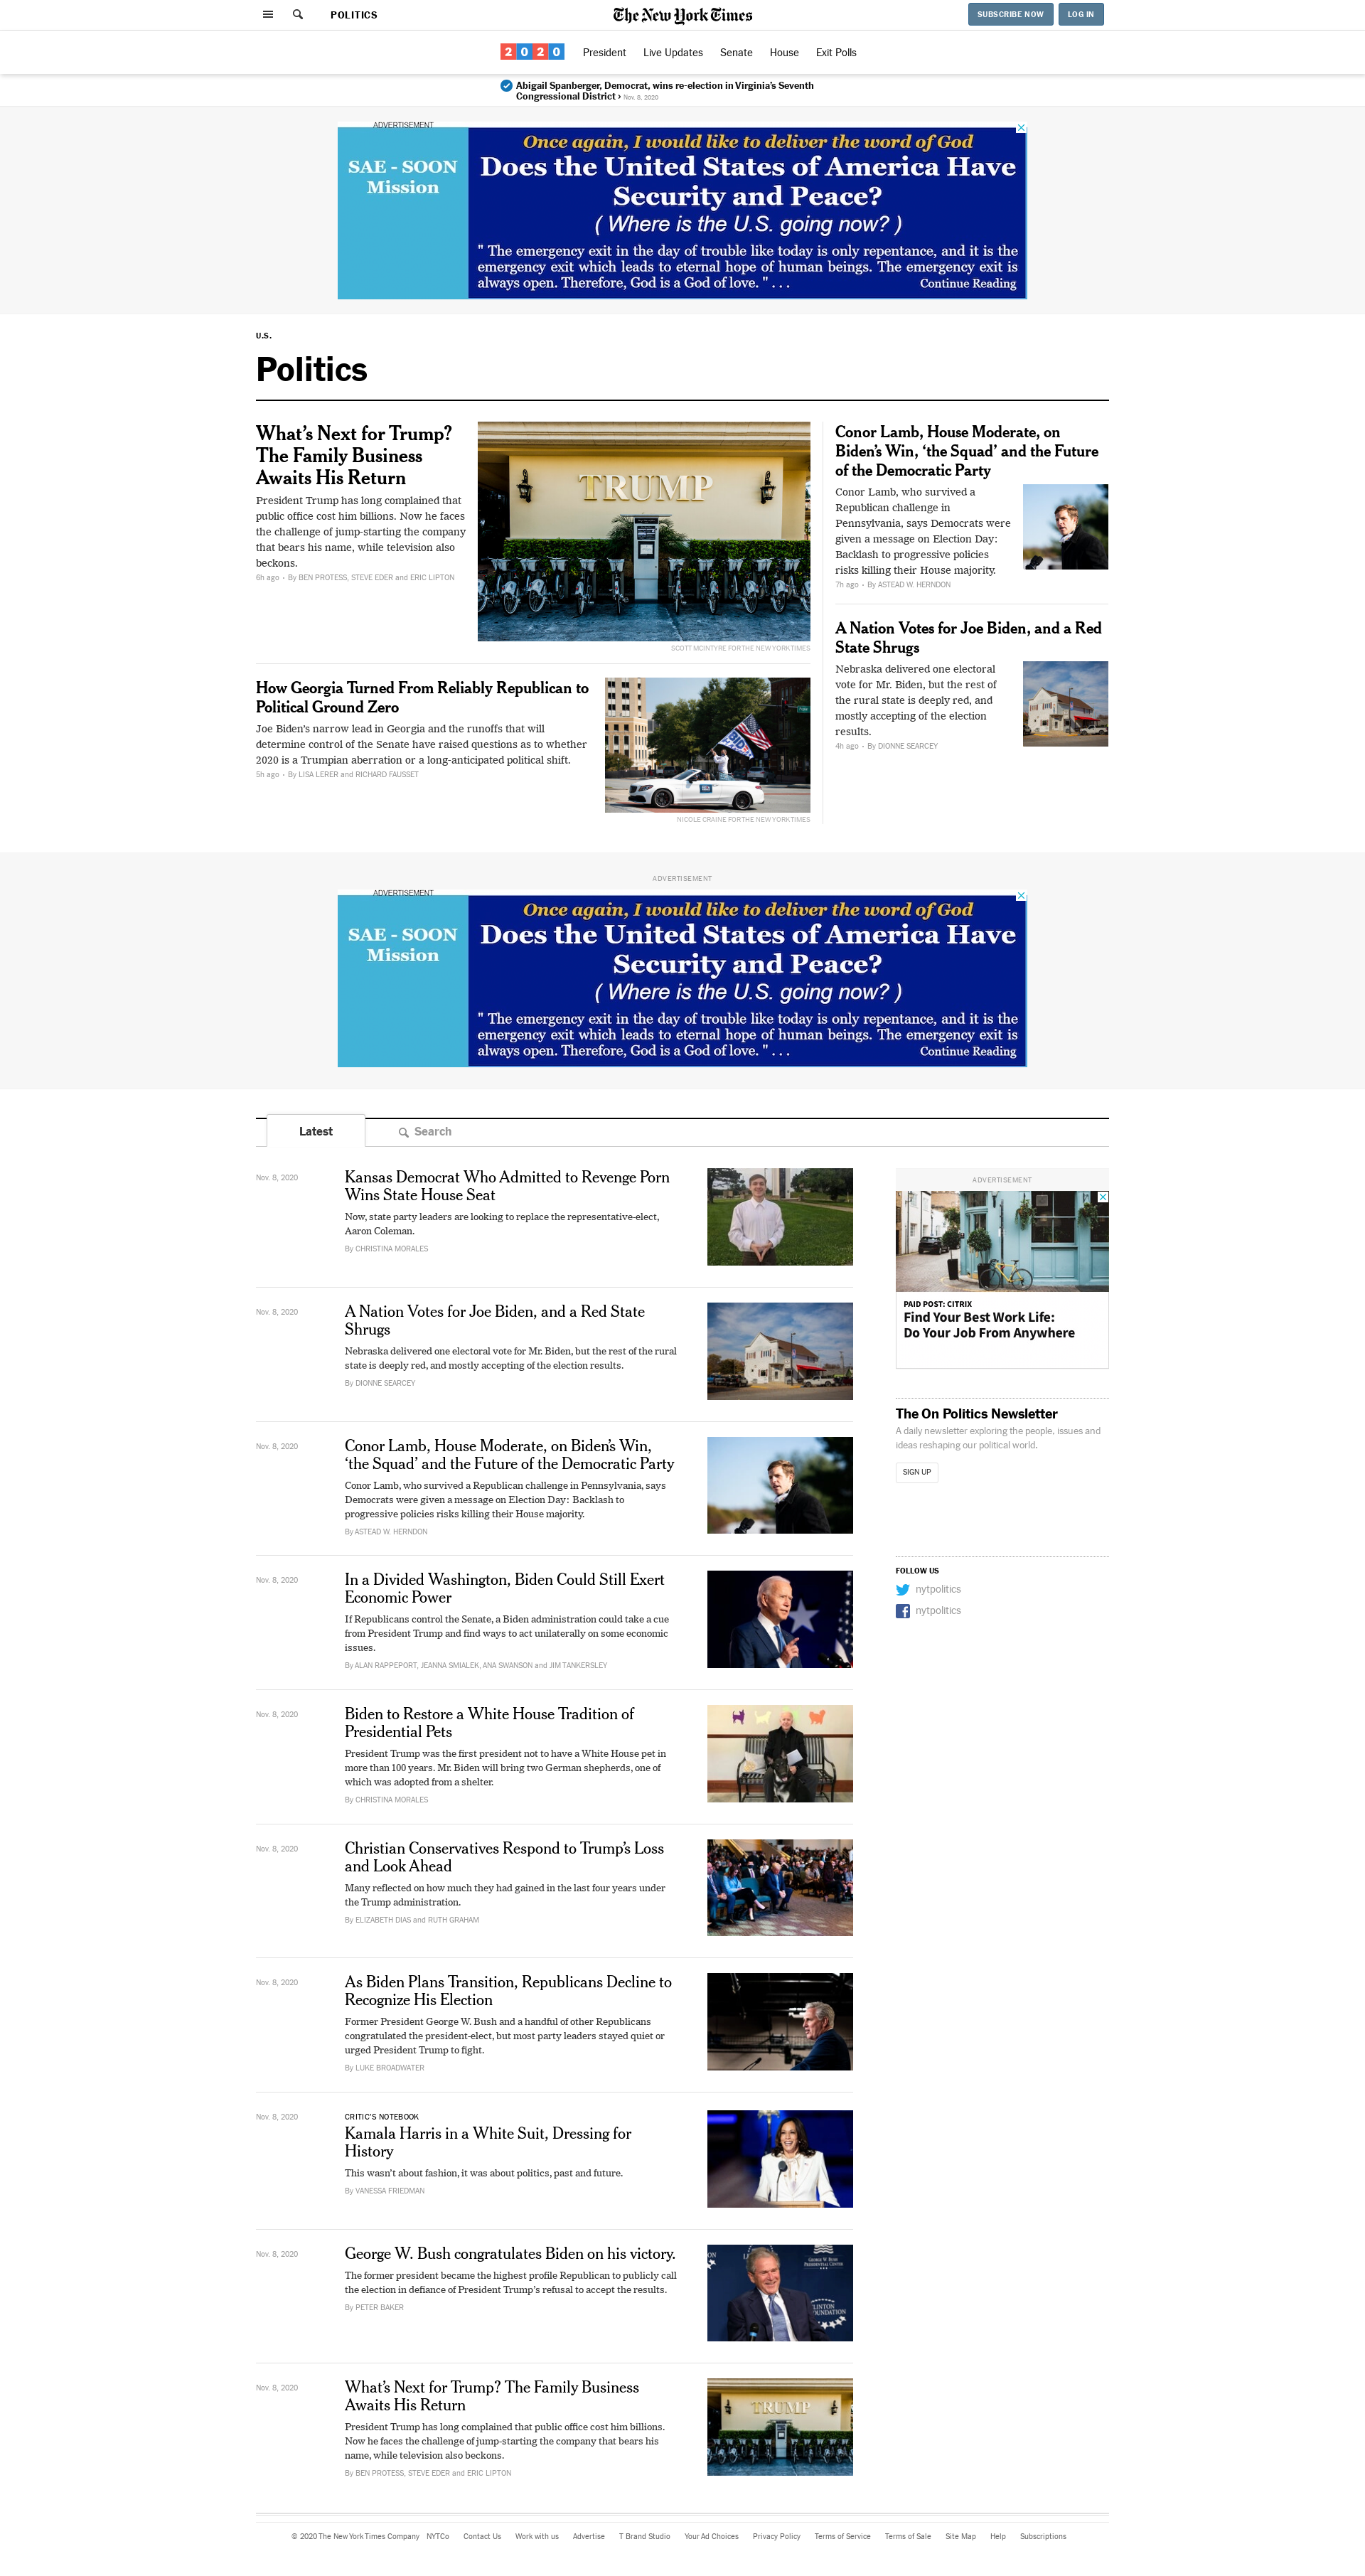 POLITICS
The New York Times
SUBSCRIBE NOW
LOG IN
2020
President
Live Updates
Senate
House
Exit Polls
Abigail Spanberger, Democrat, wins re-election in Virginia's Seventh
Congressional District › Nov. 8, 2020
ADVERTISEMENT
SAE - SOON
Mission
Once again, I would like to deliver the word of God
Does the United States of America Have
Security and Peace?
( Where is the U.S. going now? )
" The emergency exit in the day of trouble like today is only repentance, and it is the
emergency exit which leads to eternal hope of human beings. The emergency exit is
always open. Therefore, God is a God of love. " . . .
Continue Reading
U.S.
Politics
What's Next for Trump?
The Family Business
Awaits His Return
President Trump has long complained that
public office cost him billions. Now he faces
the challenge of jump-starting the company
that bears his name, while television also
beckons.
6h ago • By BEN PROTESS, STEVE EDER and ERIC LIPTON
TRUMP
SCOTT MCINTYRE FOR THE NEW YORK TIMES
How Georgia Turned From Reliably Republican to
Political Ground Zero
Joe Biden's narrow lead in Georgia and the runoffs that will
determine control of the Senate have raised questions as to whether
2020 is a Trumpian aberration or a long-anticipated political shift.
5h ago • By LISA LERER and RICHARD FAUSSET
NICOLE CRAINE FOR THE NEW YORK TIMES
Conor Lamb, House Moderate, on
Biden's Win, 'the Squad' and the Future
of the Democratic Party
Conor Lamb, who survived a
Republican challenge in
Pennsylvania, says Democrats were
given a message on Election Day:
Backlash to progressive policies
risks killing their House majority.
7h ago • By ASTEAD W. HERNDON
A Nation Votes for Joe Biden, and a Red
State Shrugs
Nebraska delivered one electoral
vote for Mr. Biden, but the rest of
the rural state is deeply red, and
mostly accepting of the election
results.
4h ago • By DIONNE SEARCEY
ADVERTISEMENT
ADVERTISEMENT
SAE - SOON
Mission
Once again, I would like to deliver the word of God
Does the United States of America Have
Security and Peace?
( Where is the U.S. going now? )
" The emergency exit in the day of trouble like today is only repentance, and it is the
emergency exit which leads to eternal hope of human beings. The emergency exit is
always open. Therefore, God is a God of love. " . . .
Continue Reading
Latest
Search
Nov. 8, 2020
Kansas Democrat Who Admitted to Revenge Porn
Wins State House Seat
Now, state party leaders are looking to replace the representative-elect,
Aaron Coleman.
By CHRISTINA MORALES
Nov. 8, 2020
A Nation Votes for Joe Biden, and a Red State
Shrugs
Nebraska delivered one electoral vote for Mr. Biden, but the rest of the rural
state is deeply red, and mostly accepting of the election results.
By DIONNE SEARCEY
Nov. 8, 2020
Conor Lamb, House Moderate, on Biden's Win,
'the Squad' and the Future of the Democratic Party
Conor Lamb, who survived a Republican challenge in Pennsylvania, says
Democrats were given a message on Election Day: Backlash to
progressive policies risks killing their House majority.
By ASTEAD W. HERNDON
Nov. 8, 2020
In a Divided Washington, Biden Could Still Exert
Economic Power
If Republicans control the Senate, a Biden administration could take a cue
from President Trump and find ways to act unilaterally on some economic
issues.
By ALAN RAPPEPORT, JEANNA SMIALEK, ANA SWANSON and JIM TANKERSLEY
Nov. 8, 2020
Biden to Restore a White House Tradition of
Presidential Pets
President Trump was the first president not to have a White House pet in
more than 100 years. Mr. Biden will bring two German shepherds, one of
which was adopted from a shelter.
By CHRISTINA MORALES
Nov. 8, 2020
Christian Conservatives Respond to Trump's Loss
and Look Ahead
Many reflected on how much they had gained in the last four years under
the Trump administration.
By ELIZABETH DIAS and RUTH GRAHAM
Nov. 8, 2020
As Biden Plans Transition, Republicans Decline to
Recognize His Election
Former President George W. Bush and a handful of other Republicans
congratulated the president-elect, but most party leaders stayed quiet or
urged President Trump to fight.
By LUKE BROADWATER
Nov. 8, 2020
CRITIC'S NOTEBOOK
Kamala Harris in a White Suit, Dressing for
History
This wasn't about fashion, it was about politics, past and future.
By VANESSA FRIEDMAN
Nov. 8, 2020
George W. Bush congratulates Biden on his victory.
The former president became the highest profile Republican to publicly call
the election in defiance of President Trump's refusal to accept the results.
By PETER BAKER
Nov. 8, 2020
What's Next for Trump? The Family Business
Awaits His Return
President Trump has long complained that public office cost him billions.
Now he faces the challenge of jump-starting the company that bears his
name, while television also beckons.
By BEN PROTESS, STEVE EDER and ERIC LIPTON
TRUMP
ADVERTISEMENT
PAID POST: CITRIX
Find Your Best Work Life:
Do Your Job From Anywhere
The On Politics Newsletter
A daily newsletter exploring the people, issues and
ideas reshaping our political world.
SIGN UP
FOLLOW US
nytpolitics
nytpolitics
© 2020 The New York Times Company
NYTCo
Contact Us
Work with us
Advertise
T Brand Studio
Your Ad Choices
Privacy Policy
Terms of Service
Terms of Sale
Site Map
Help
Subscriptions